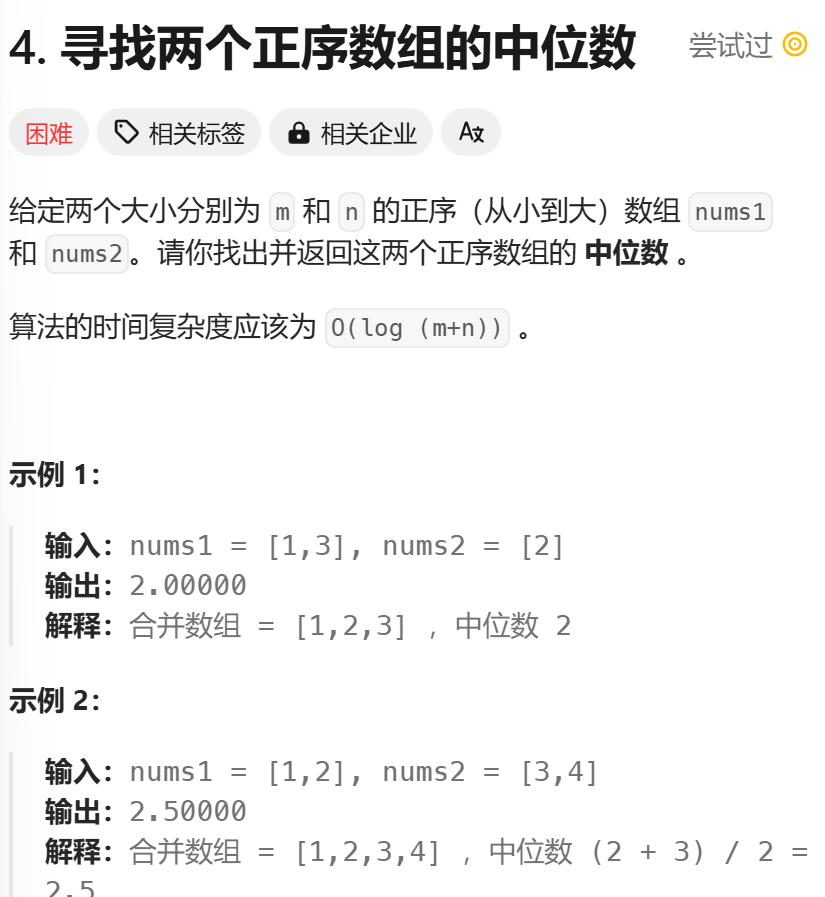 4. 寻找两个正序数组的中位数 尝试过
困难 相关标签 相关企业 A文
给定两个大小分别为 m 和 n 的正序（从小到大）数组 nums1
和 nums2。请你找出并返回这两个正序数组的 中位数 。
算法的时间复杂度应该为 O(log (m+n)) 。
示例 1：
输入：nums1 = [1,3], nums2 = [2]
输出：2.00000
解释：合并数组 = [1,2,3] ，中位数 2
示例 2：
输入：nums1 = [1,2], nums2 = [3,4]
输出：2.50000
解释：合并数组 = [1,2,3,4] ，中位数 (2 + 3) / 2 =
2.5